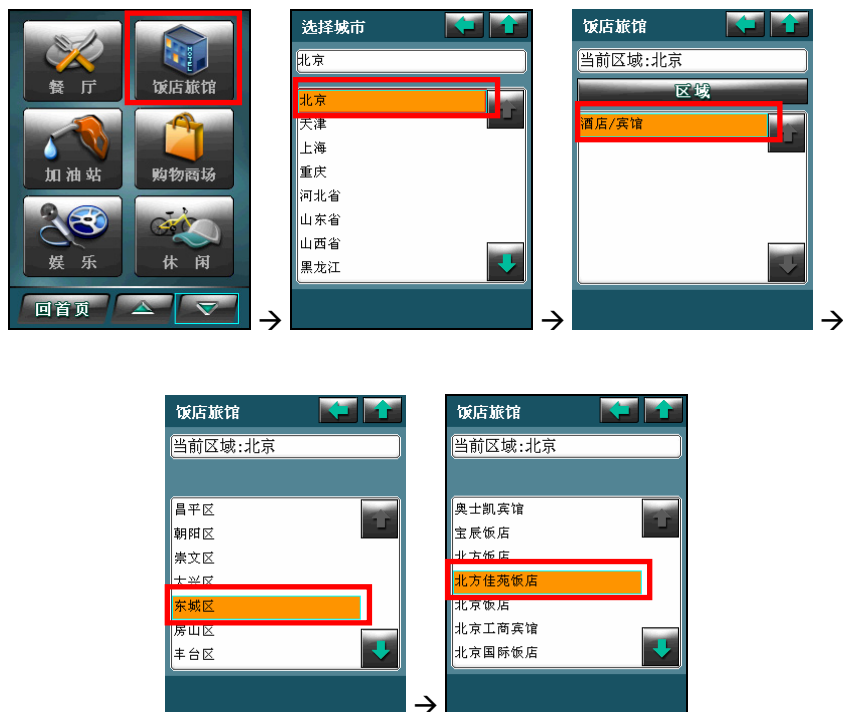 餐 厅
HOTEL
饭店旅馆
加油站
购物商场
娱 乐
休 闲
回首页
→
选择城市
北京
北京
天津
上海
重庆
河北省
山东省
山西省
黑龙江
→
饭店旅馆
当前区域:北京
区域
酒店/宾馆
→
饭店旅馆
当前区域:北京
昌平区
朝阳区
崇文区
大兴区
东城区
房山区
丰台区
→
饭店旅馆
当前区域:北京
奥士凯宾馆
宝辰饭店
北方饭店
北方佳苑饭店
北京饭店
北京工商宾馆
北京国际饭店